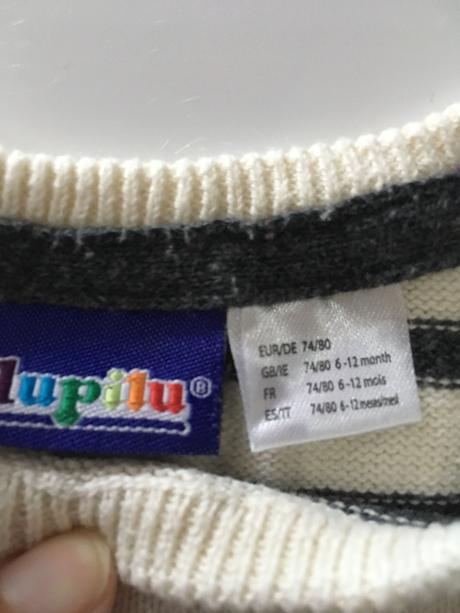 lupilu®
EUR/DE 74/80
GB/IE 74/80 6-12 month
FR 74/80 6-12 mois
ES/IT 74/80 6-12 meses/mesi